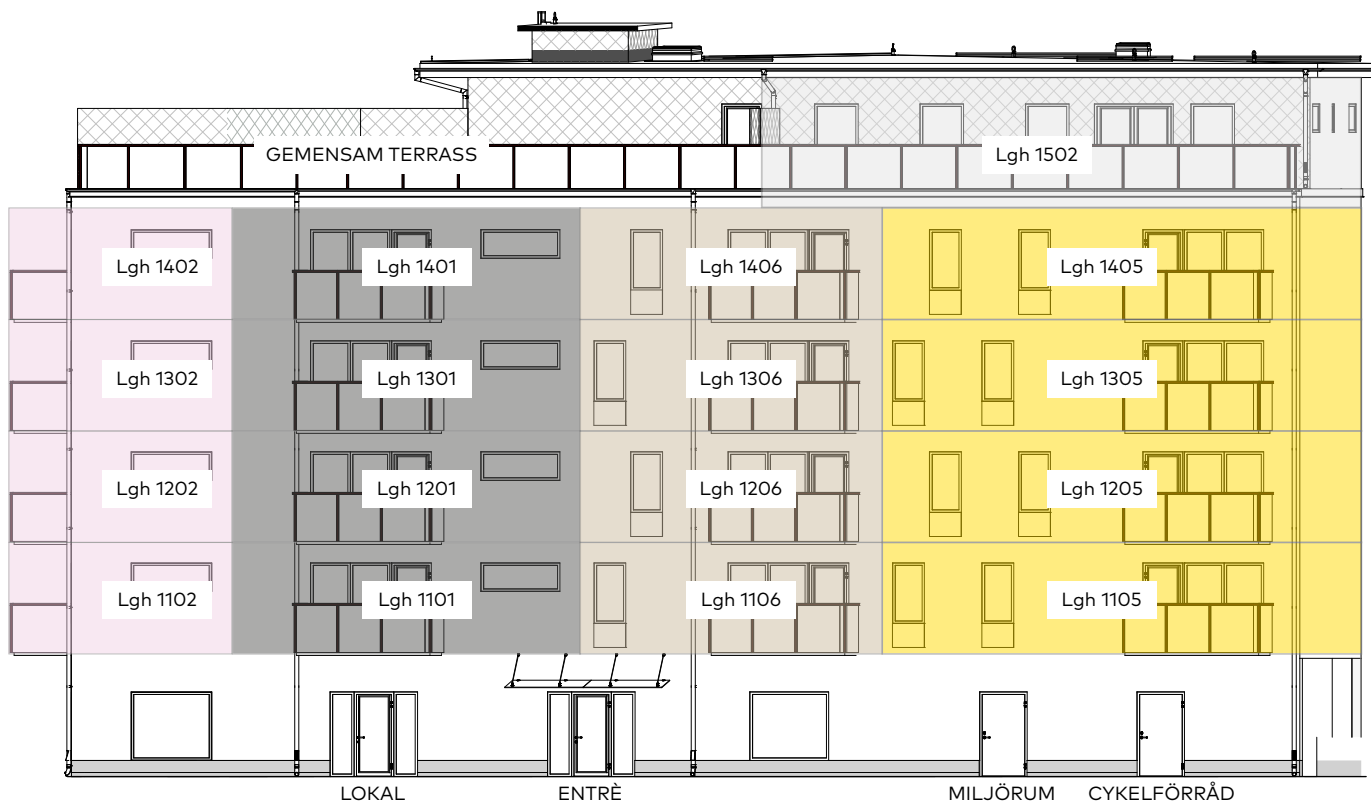 GEMENSAM TERRASS
Lgh 1502
Lgh 1402
Lgh 1401
Lgh 1406
Lgh 1405
Lgh 1302
Lgh 1301
Lgh 1306
Lgh 1305
Lgh 1202
Lgh 1201
Lgh 1206
Lgh 1205
Lgh 1102
Lgh 1101
Lgh 1106
Lgh 1105
LOKAL
ENTRÈ
MILJÖRUM
CYKELFÖRRÅD